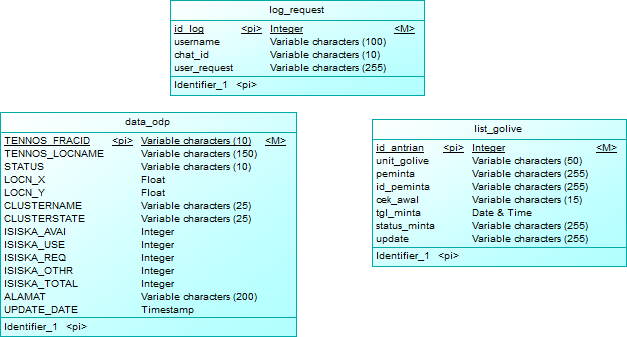 log_request
id_log <pi> Integer <M>
username Variable characters (100)
chat_id Variable characters (10)
user_request Variable characters (255)
Identifier_1 <pi>
data_odp
TENNOS_FRACID <pi> Variable characters (10) <M>
TENNOS_LOCNAME Variable characters (150)
STATUS Variable characters (10)
LOCN_X Float
LOCN_Y Float
CLUSTERNAME Variable characters (25)
CLUSTERSTATE Variable characters (25)
ISISKA_AVAI Integer
ISISKA_USE Integer
ISISKA_REQ Integer
ISISKA_OTHR Integer
ISISKA_TOTAL Integer
ALAMAT Variable characters (200)
UPDATE_DATE Timestamp
Identifier_1 <pi>
list_golive
id_antrian <pi> Integer <M>
unit_golive Variable characters (50)
peminta Variable characters (255)
id_peminta Variable characters (255)
cek_awal Variable characters (15)
tgl_minta Date & Time
status_minta Variable characters (255)
update Variable characters (255)
Identifier_1 <pi>